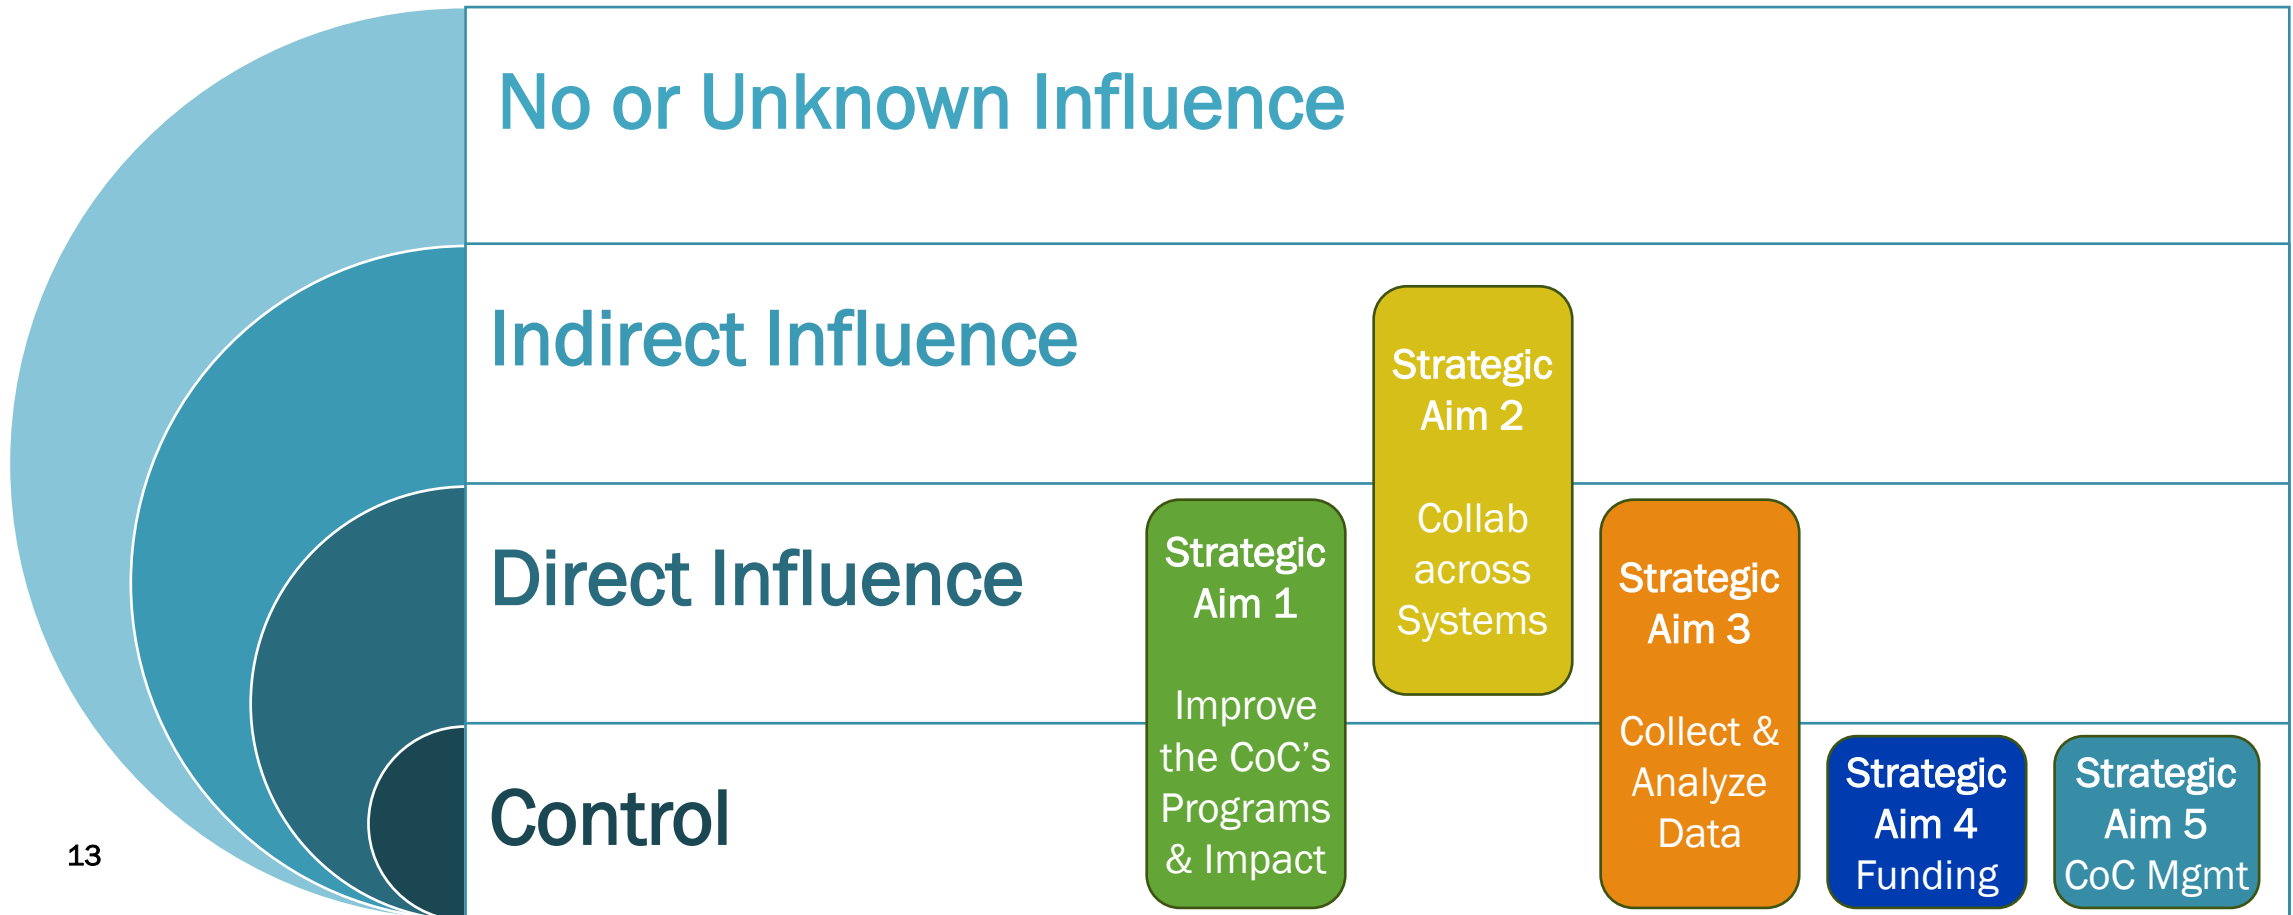 No or Unknown Influence
Indirect Influence
Direct Influence
Control
Strategic
Aim 1
Improve
the CoC’s
Programs
& Impact
Strategic
Aim 2
Collab
across
Systems
Strategic
Aim 3
Collect &
Analyze
Data
Strategic
Aim 4
Funding
Strategic
Aim 5
CoC Mgmt
13